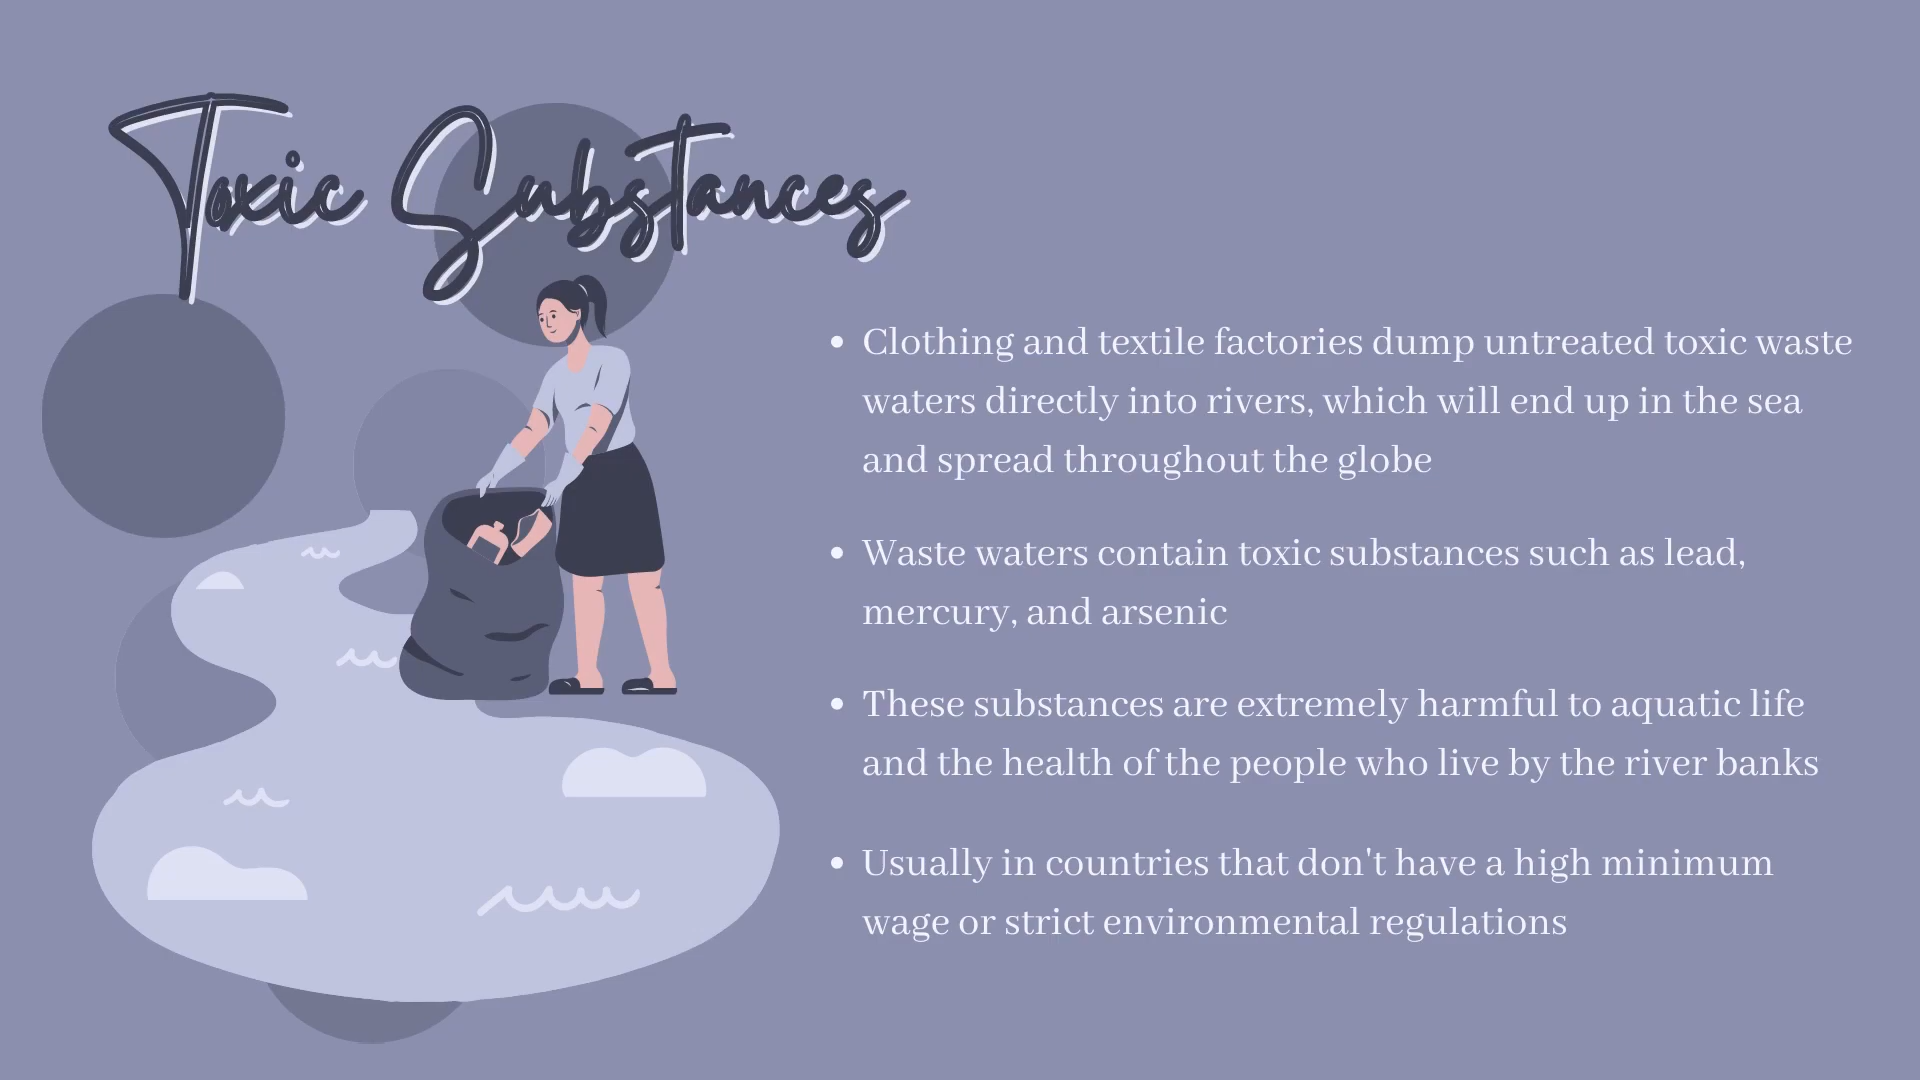 Toxic Substances
• Clothing and textile factories dump untreated toxic waste
waters directly into rivers, which will end up in the sea
and spread throughout the globe
• Waste waters contain toxic substances such as lead,
mercury, and arsenic
• These substances are extremely harmful to aquatic life
and the health of the people who live by the river banks
• Usually in countries that don't have a high minimum
wage or strict environmental regulations